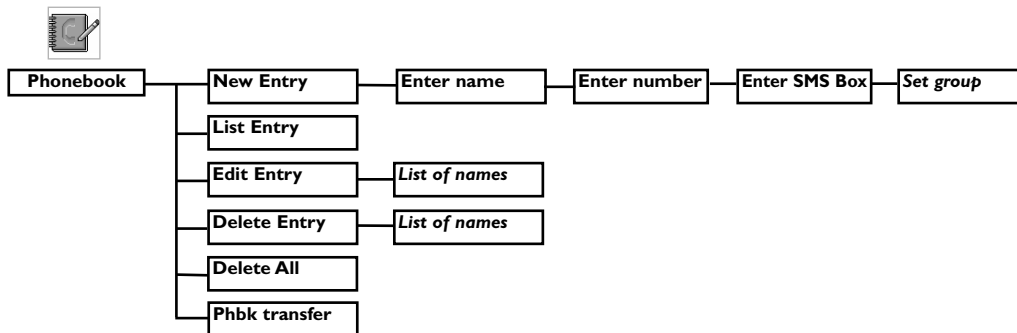 Phonebook New Entry Enter name Enter number Enter SMS Box Set group
List Entry
Edit Entry List of names
Delete Entry List of names
Delete All
Phbk transfer